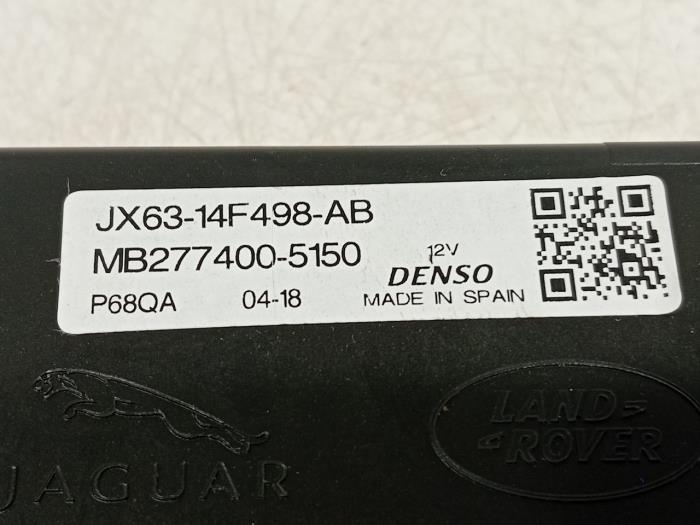 JX63-14F498-AB
MB277400-5150
12V
DENSO
P68QA 04-18 MADE IN SPAIN
JAGUAR
LAND
ROVER